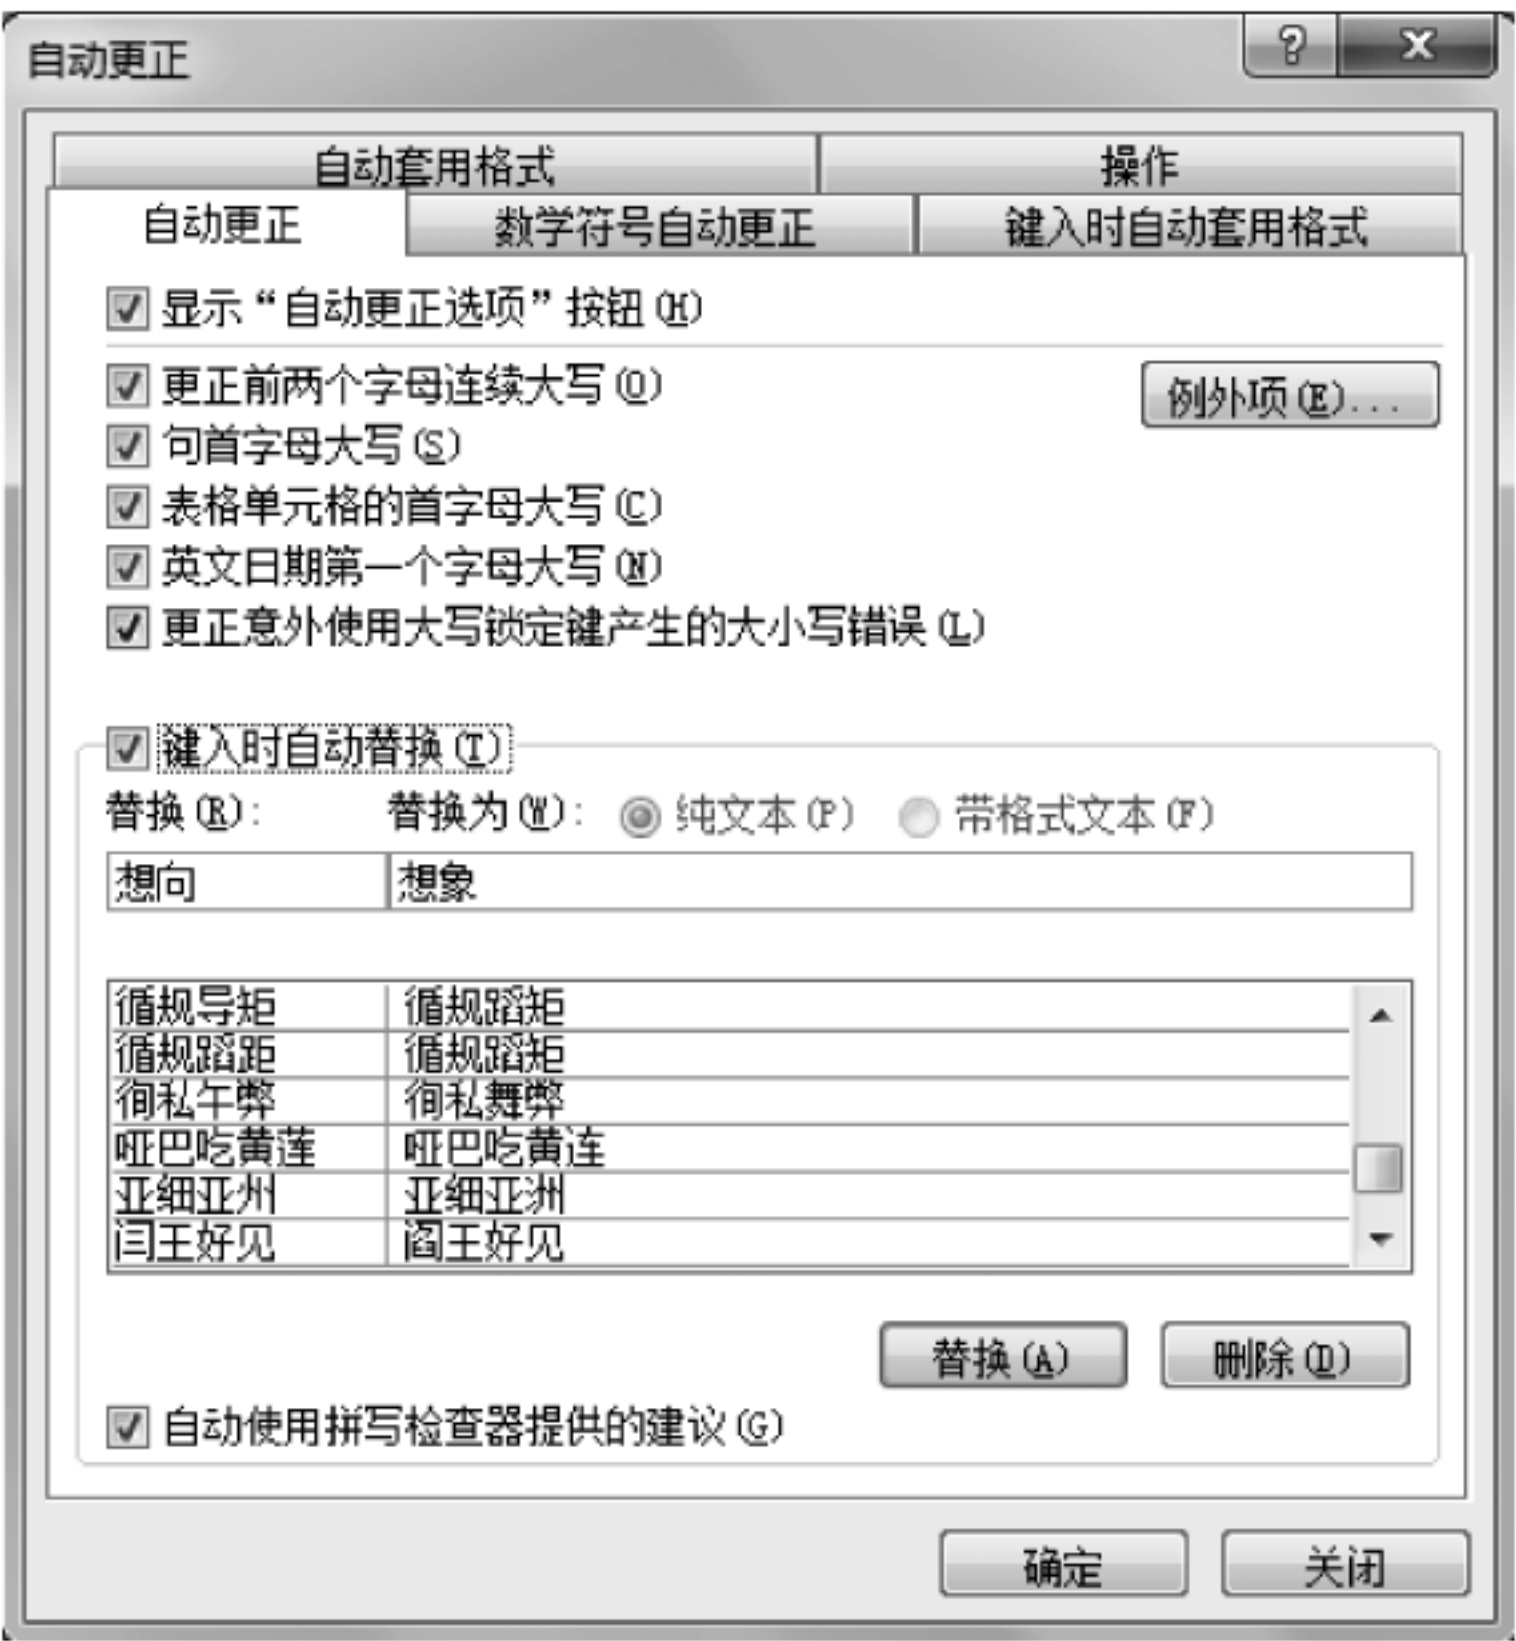 自动更正
?
自动套用格式 操作
自动更正 数学符号自动更正 键入时自动套用格式
显示“自动更正选项”按钮(H)
更正前两个字母连续大写(O)
例外项(E)...
句首字母大写(S)
表格单元格的首字母大写(C)
英文日期第一个字母大写(N)
更正意外使用大写锁定键产生的大小写错误(L)
键入时自动替换(T)
替换(R): 替换为(W): 纯文本(P) 带格式文本(F)
想向 想象
循规导矩 循规蹈矩
循规蹈距 循规蹈矩
徇私午弊 徇私舞弊
哑巴吃黄莲 哑巴吃黄连
亚细亚州 亚细亚洲
闫王好见 阎王好见
替换(A) 删除(D)
自动使用拼写检查器提供的建议(G)
确定 关闭